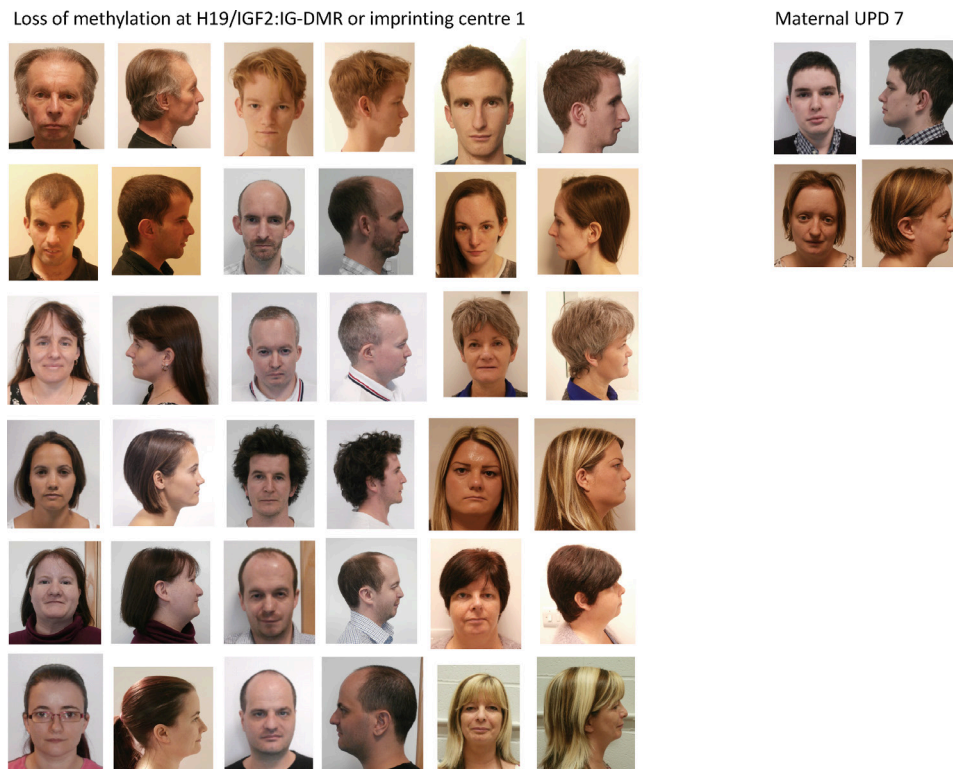 Loss of methylation at H19/IGF2:IG-DMR or imprinting centre 1
Maternal UPD 7